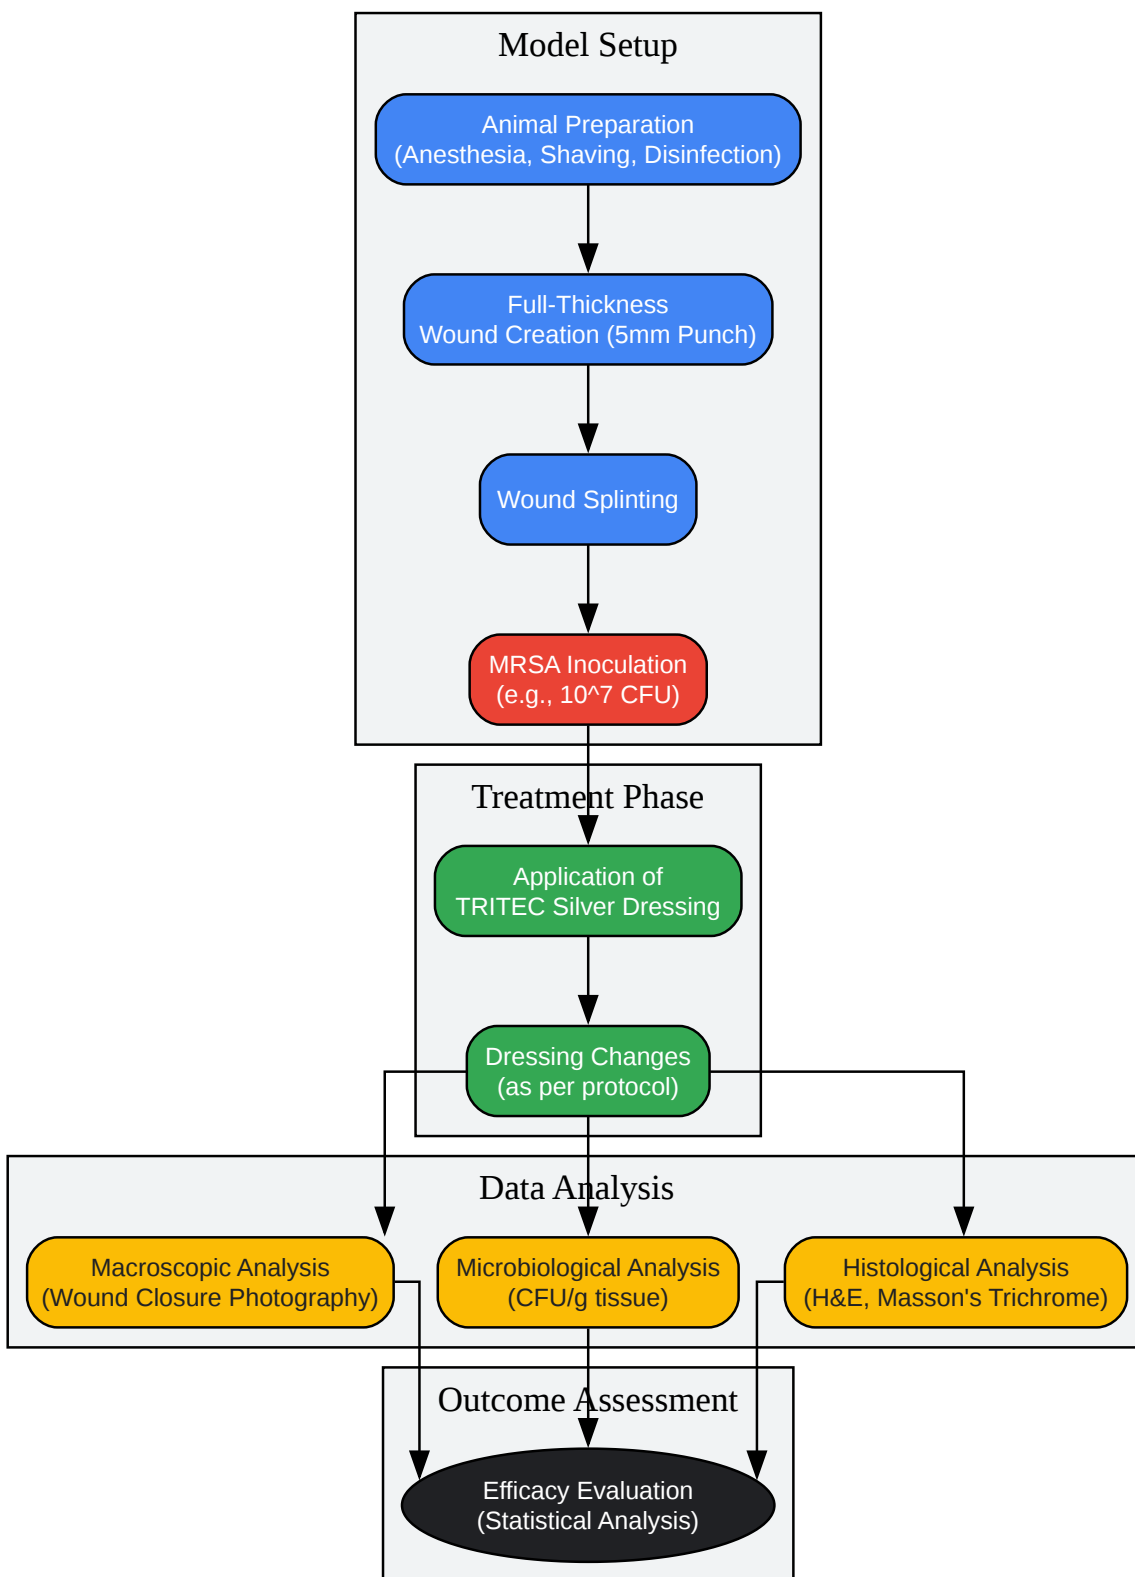 Model Setup
Animal Preparation
(Anesthesia, Shaving, Disinfection)
Full-Thickness
Wound Creation (5mm Punch)
Wound Splinting
MRSA Inoculation
(e.g., 10^7 CFU)
Treatment Phase
Application of
TRITEC Silver Dressing
Dressing Changes
(as per protocol)
Data Analysis
Macroscopic Analysis
(Wound Closure Photography)
Microbiological Analysis
(CFU/g tissue)
Histological Analysis
(H&E, Masson's Trichrome)
Outcome Assessment
Efficacy Evaluation
(Statistical Analysis)